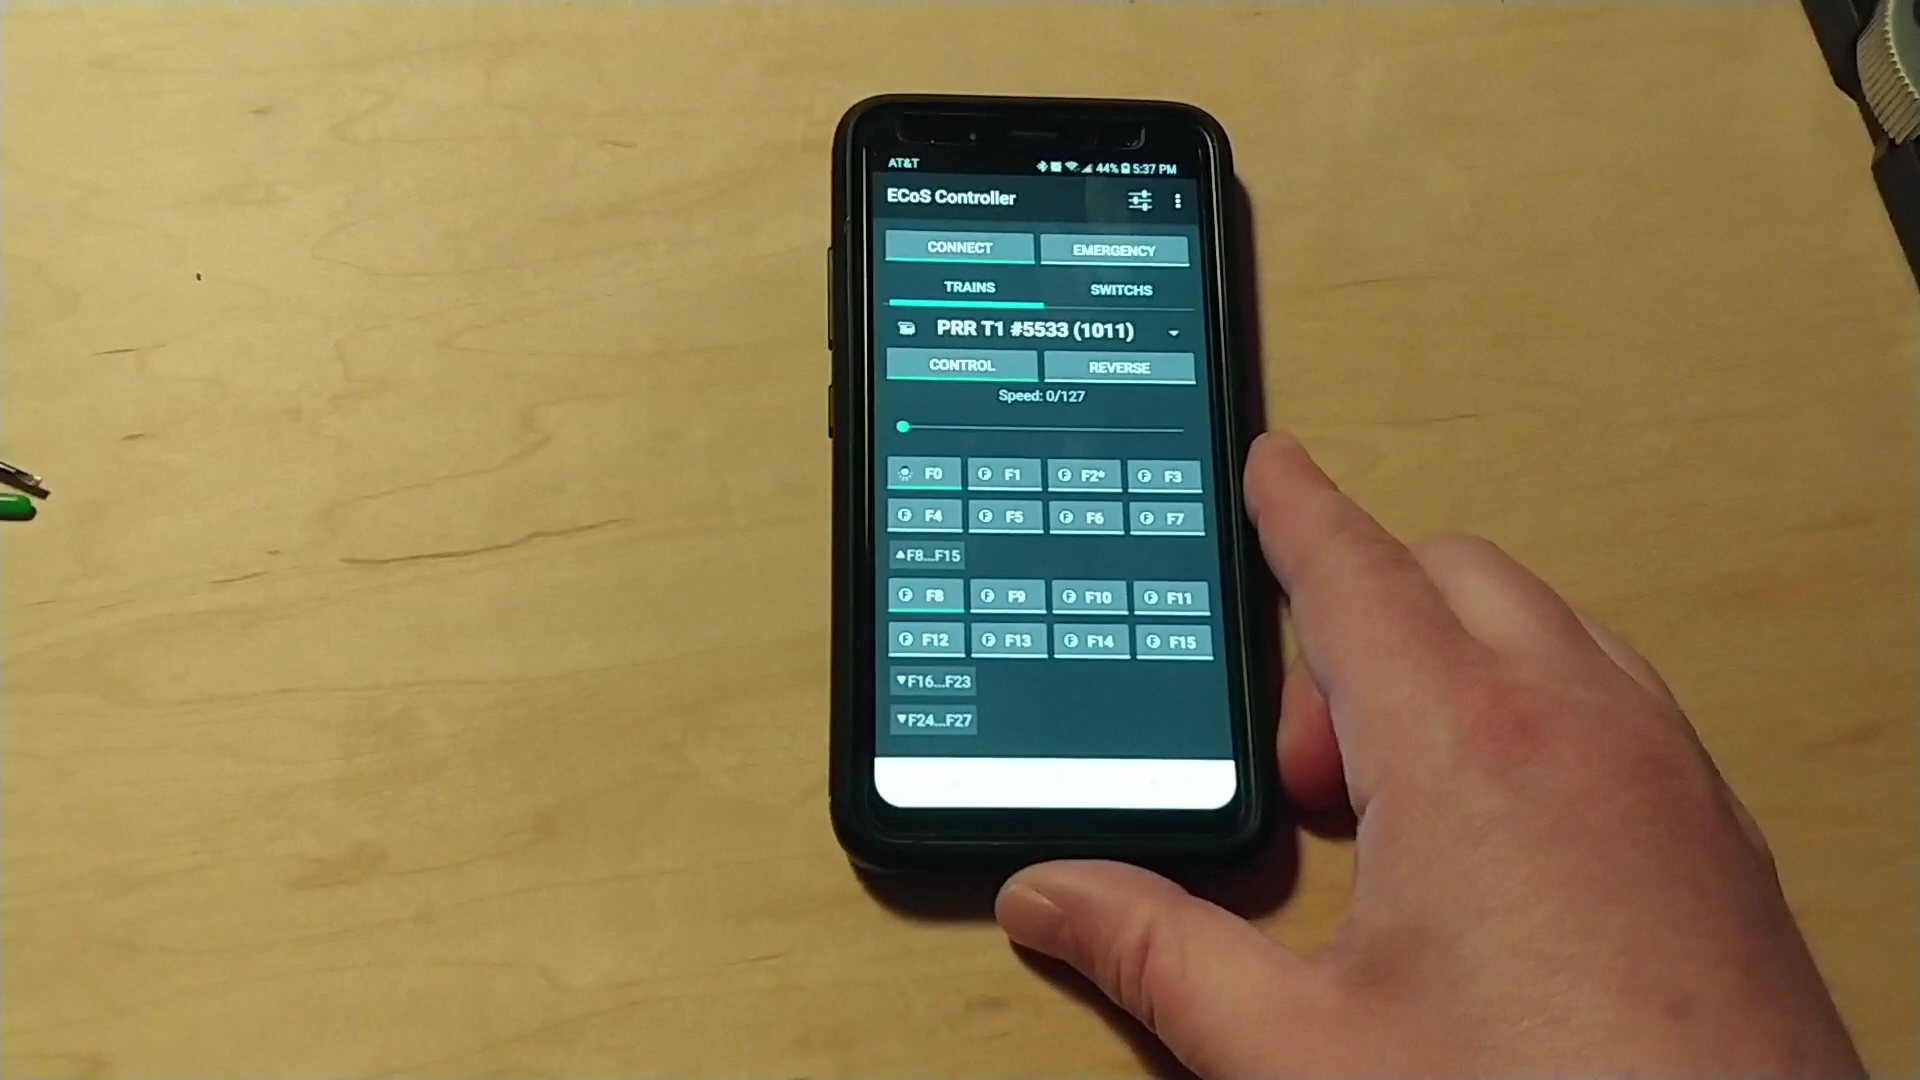 AT&T 44% 5:37 PM
ECoS Controller
CONNECT EMERGENCY
TRAINS SWITCHS
PRR T1 #5533 (1011)
CONTROL REVERSE
Speed: 0/127
F0 F1 F2* F3
F4 F5 F6 F7
▲F8...F15
F8 F9 F10 F11
F12 F13 F14 F15
▼F16...F23
▼F24...F27